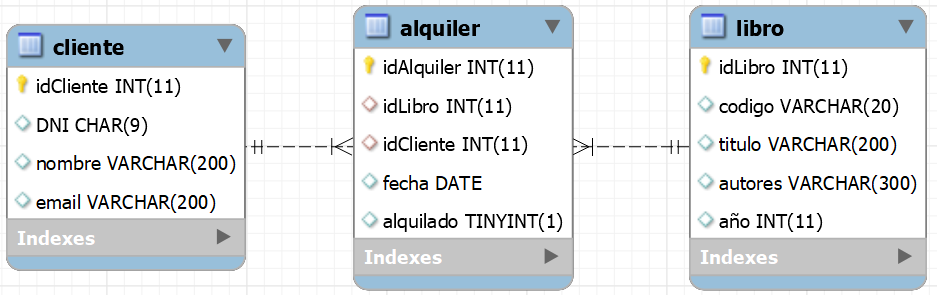 cliente
idCliente INT(11)
DNI CHAR(9)
nombre VARCHAR(200)
email VARCHAR(200)
Indexes
alquiler
idAlquiler INT(11)
idLibro INT(11)
idCliente INT(11)
fecha DATE
alquilado TINYINT(1)
Indexes
libro
idLibro INT(11)
codigo VARCHAR(20)
titulo VARCHAR(200)
autores VARCHAR(300)
año INT(11)
Indexes